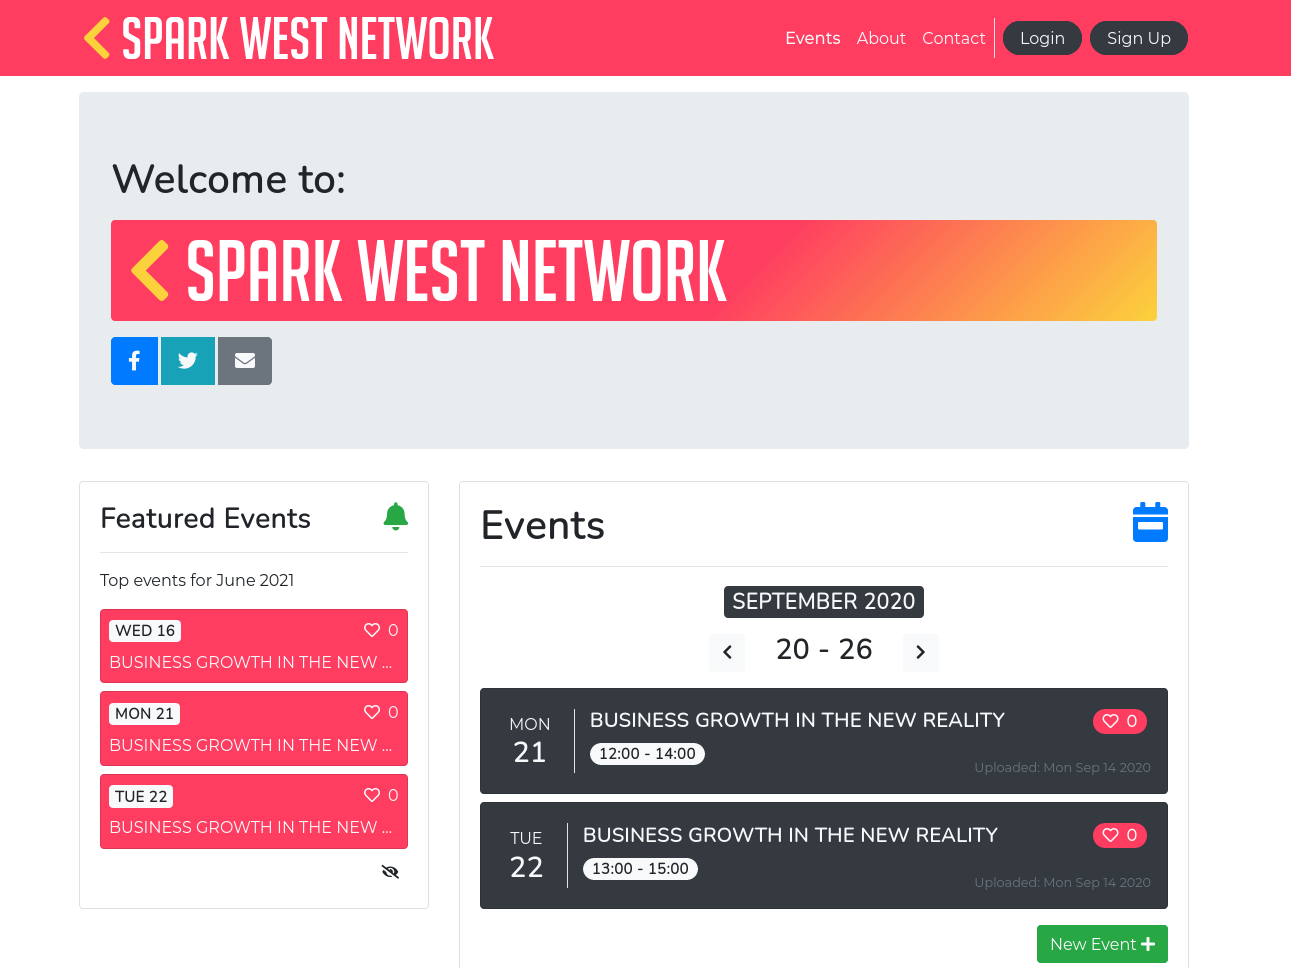 SPARK WEST NETWORK
Events About Contact Login Sign Up
Welcome to:
SPARK WEST NETWORK
Featured Events
Top events for June 2021
WED 16 0
BUSINESS GROWTH IN THE NEW ...
MON 21 0
BUSINESS GROWTH IN THE NEW ...
TUE 22 0
BUSINESS GROWTH IN THE NEW ...
Events
SEPTEMBER 2020
20 - 26
MON
21
BUSINESS GROWTH IN THE NEW REALITY
0
12:00 - 14:00
Uploaded: Mon Sep 14 2020
TUE
22
BUSINESS GROWTH IN THE NEW REALITY
0
13:00 - 15:00
Uploaded: Mon Sep 14 2020
New Event